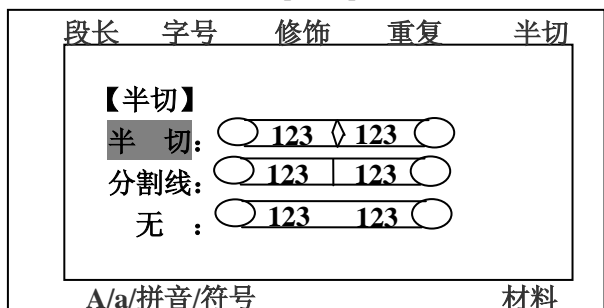 段长 字号 修饰 重复 半切
【半切】
半 切： 123 123
分割线： 123 123
无 ： 123 123
A/a/拼音/符号 材料